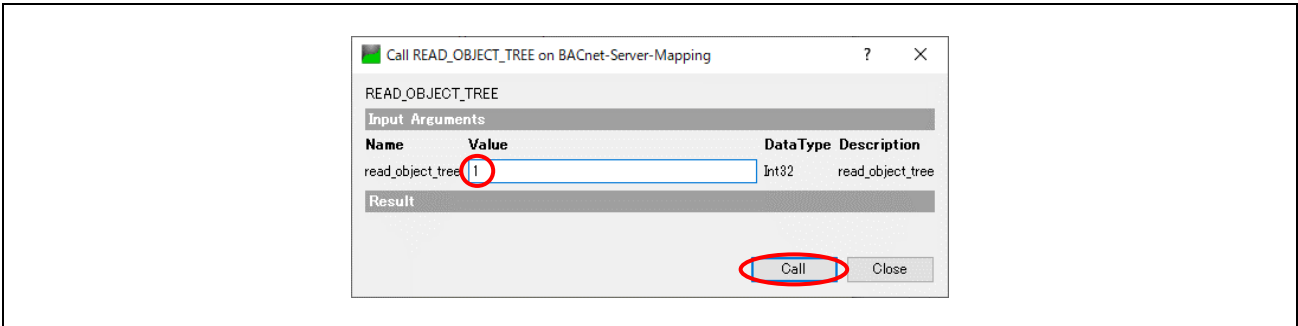 Call READ_OBJECT_TREE on BACnet-Server-Mapping ? ×
READ_OBJECT_TREE
Input Arguments
Name Value DataType Description
read_object_tree 1 Int32 read_object_tree
Result
Call Close